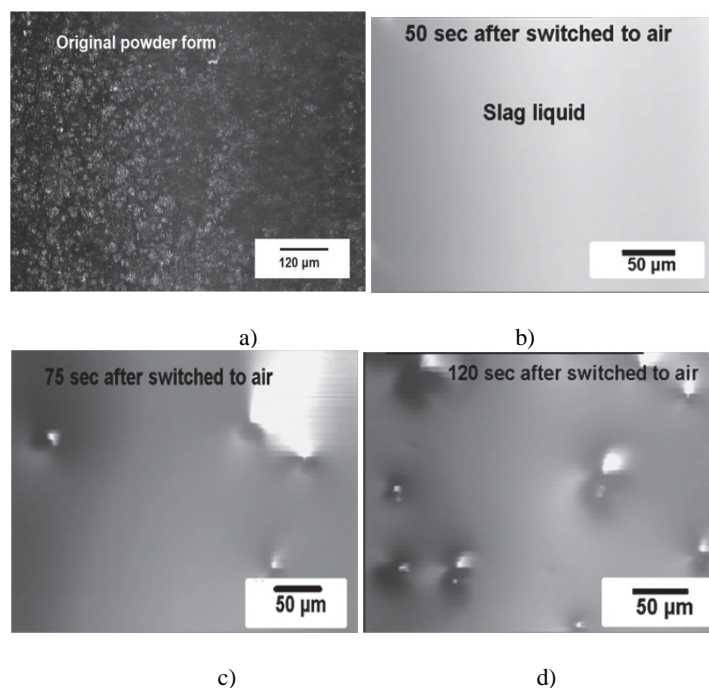 Original powder form
120 µm
50 sec after switched to air
Slag liquid
50 µm
a)
b)
75 sec after switched to air
50 µm
120 sec after switched to air
50 µm
c)
d)